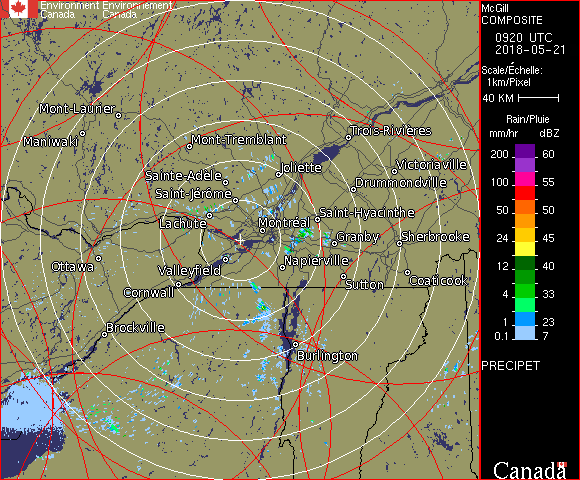 Environment Environnement
Canada Canada
McGill
COMPOSITE
0920 UTC
2018-05-21
Scale/Échelle:
1km/Pixel
40 KM
Rain/Pluie
mm/hr dBZ
200 60
100 55
50 50
24 45
12 40
4 33
1 23
0.1 7
PRECIPET
Canada
Mont-Laurier
Maniwaki
Mont-Tremblant
Trois-Rivières
Victoriaville
Joliette
Sainte-Adèle
Drummondville
Saint-Jérôme
Saint-Hyacinthe
Lachute
Montréal
Granby
Sherbrooke
Ottawa
Valleyfield
Napierville
Sutton
Coaticook
Cornwall
Brockville
Burlington